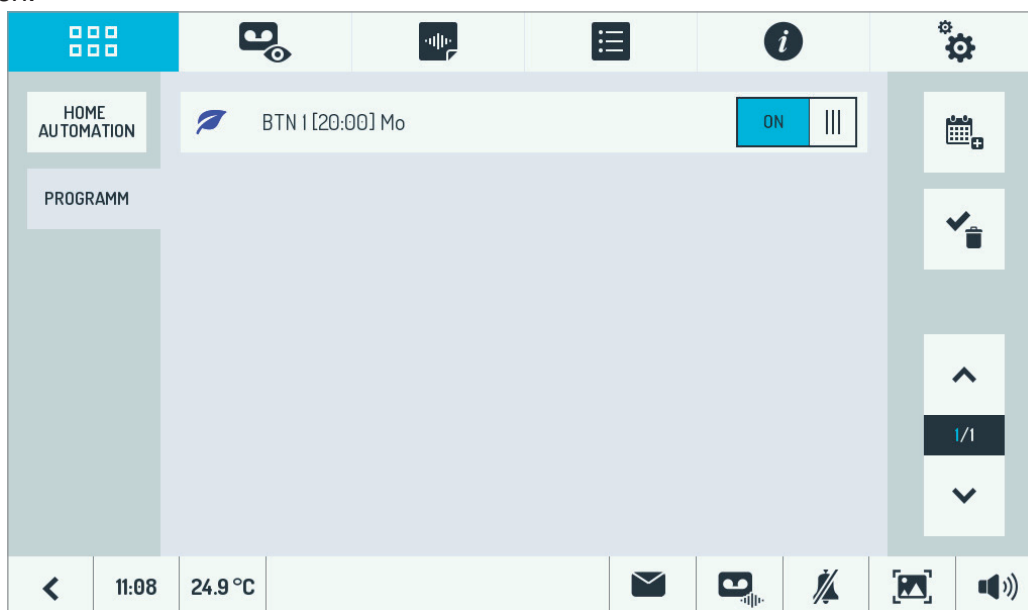 HOME
AUTOMATION
BTN 1 [20:00] Mo
ON
PROGRAMM
1/1
11:08
24.9 °C